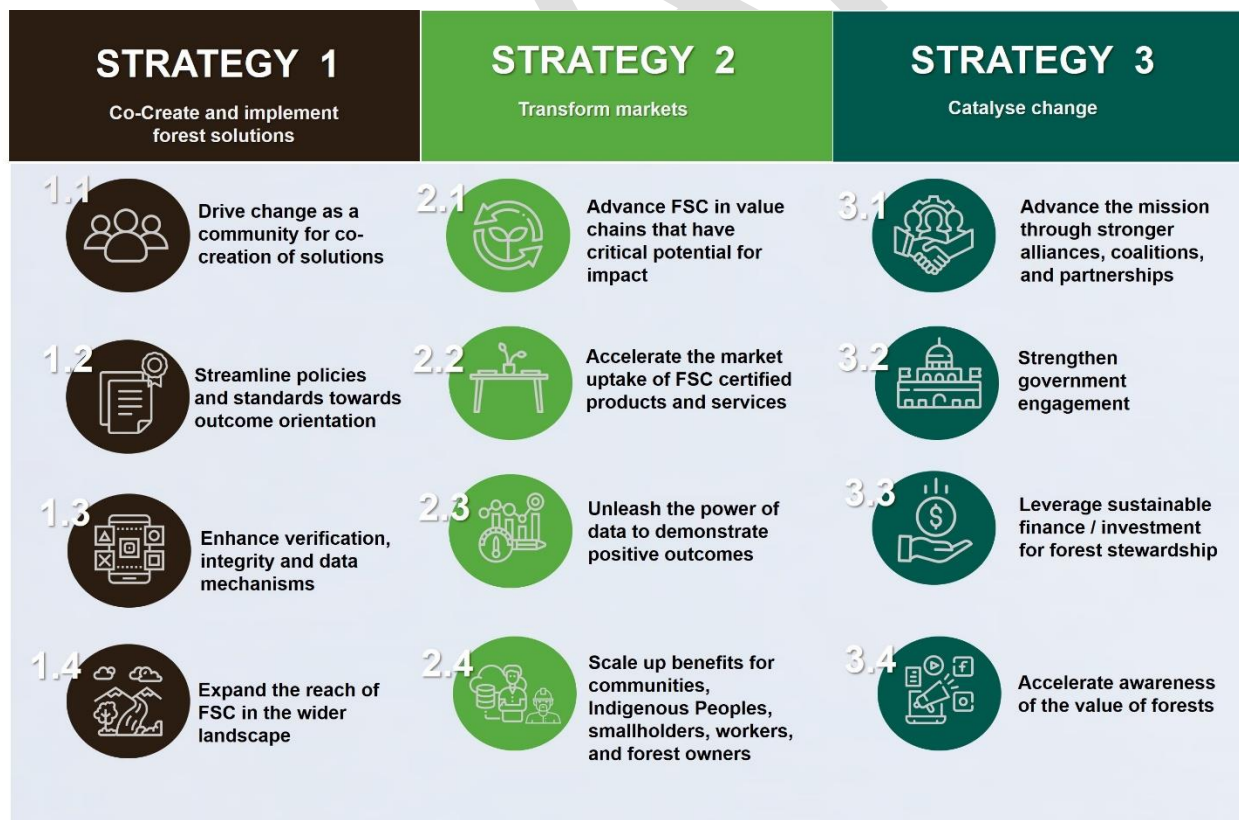 STRATEGY 1
Co-Create and implement
forest solutions
STRATEGY 2
Transform markets
STRATEGY 3
Catalyse change
1.1
Drive change as a
community for co-
creation of solutions
1.2
Streamline policies
and standards towards
outcome orientation
1.3
Enhance verification,
integrity and data
mechanisms
1.4
Expand the reach of
FSC in the wider
landscape
2.1
Advance FSC in value
chains that have
critical potential for
impact
2.2
Accelerate the market
uptake of FSC certified
products and services
2.3
Unleash the power of
data to demonstrate
positive outcomes
2.4
Scale up benefits for
communities,
Indigenous Peoples,
smallholders, workers,
and forest owners
3.1
Advance the mission
through stronger
alliances, coalitions,
and partnerships
3.2
Strengthen
government
engagement
3.3
Leverage sustainable
finance / investment
for forest stewardship
3.4
Accelerate awareness
of the value of forests